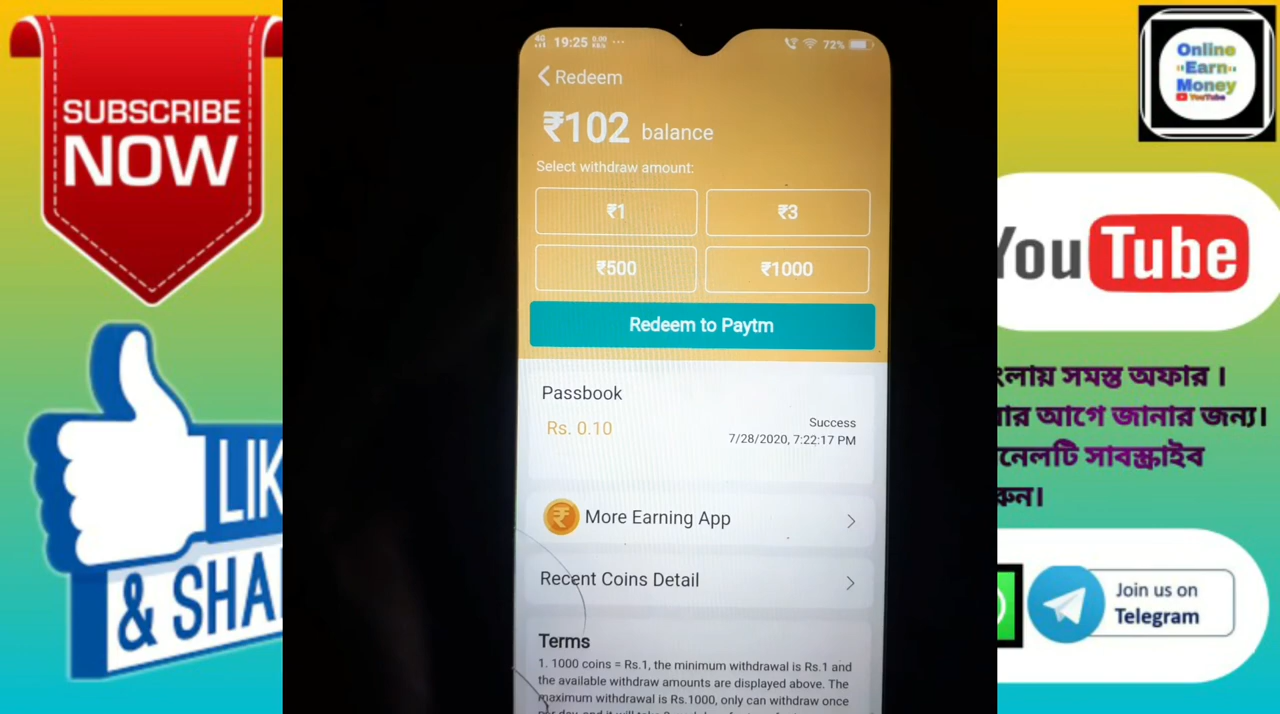 SUBSCRIBE
NOW
LIK
& SHA
4G 19:25 0.00 ... 72%
Redeem
₹102 balance
Select withdraw amount:
₹1
₹3
₹500
₹1000
Redeem to Paytm
Passbook
Rs. 0.10
Success
7/28/2020, 7:22:17 PM
More Earning App
Recent Coins Detail
Terms
1. 1000 coins = Rs.1, the minimum withdrawal is Rs.1 and
the available withdraw amounts are displayed above. The
maximum withdrawal is Rs.1000, only can withdraw once
Online
Earn
Money
YouTube
YouTube
ংলায় সমস্ত অফার ।
ার আগে জানার জন্য।
নেলটি সাবস্ক্রাইব
রুন।
Join us on
Telegram